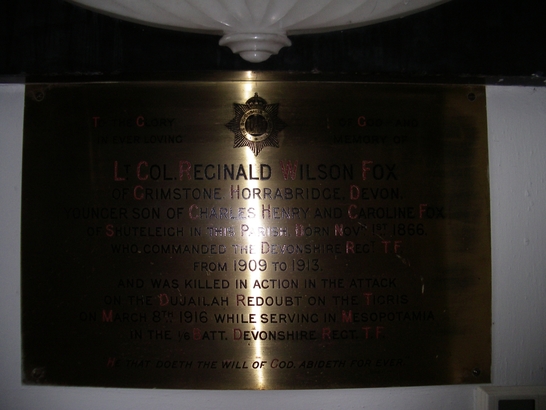 To the Glory of God and
in ever loving memory of
Lt Col. Reginald Wilson Fox
of Grimstone Horrabridge, Devon.
Younger son of Charles Henry and Caroline Fox
of Shuteleigh in this Parish Born Novr 1st 1866
who commanded the Devonshire Regt T.F.
from 1909 to 1913.
and was killed in action in the attack
on the Dujailah Redoubt on the Tigris
on March 8th 1916 while serving in Mesopotamia
in the Batt. Devonshire Regt. T.F.
"He that doeth the will of God, abideth for ever"